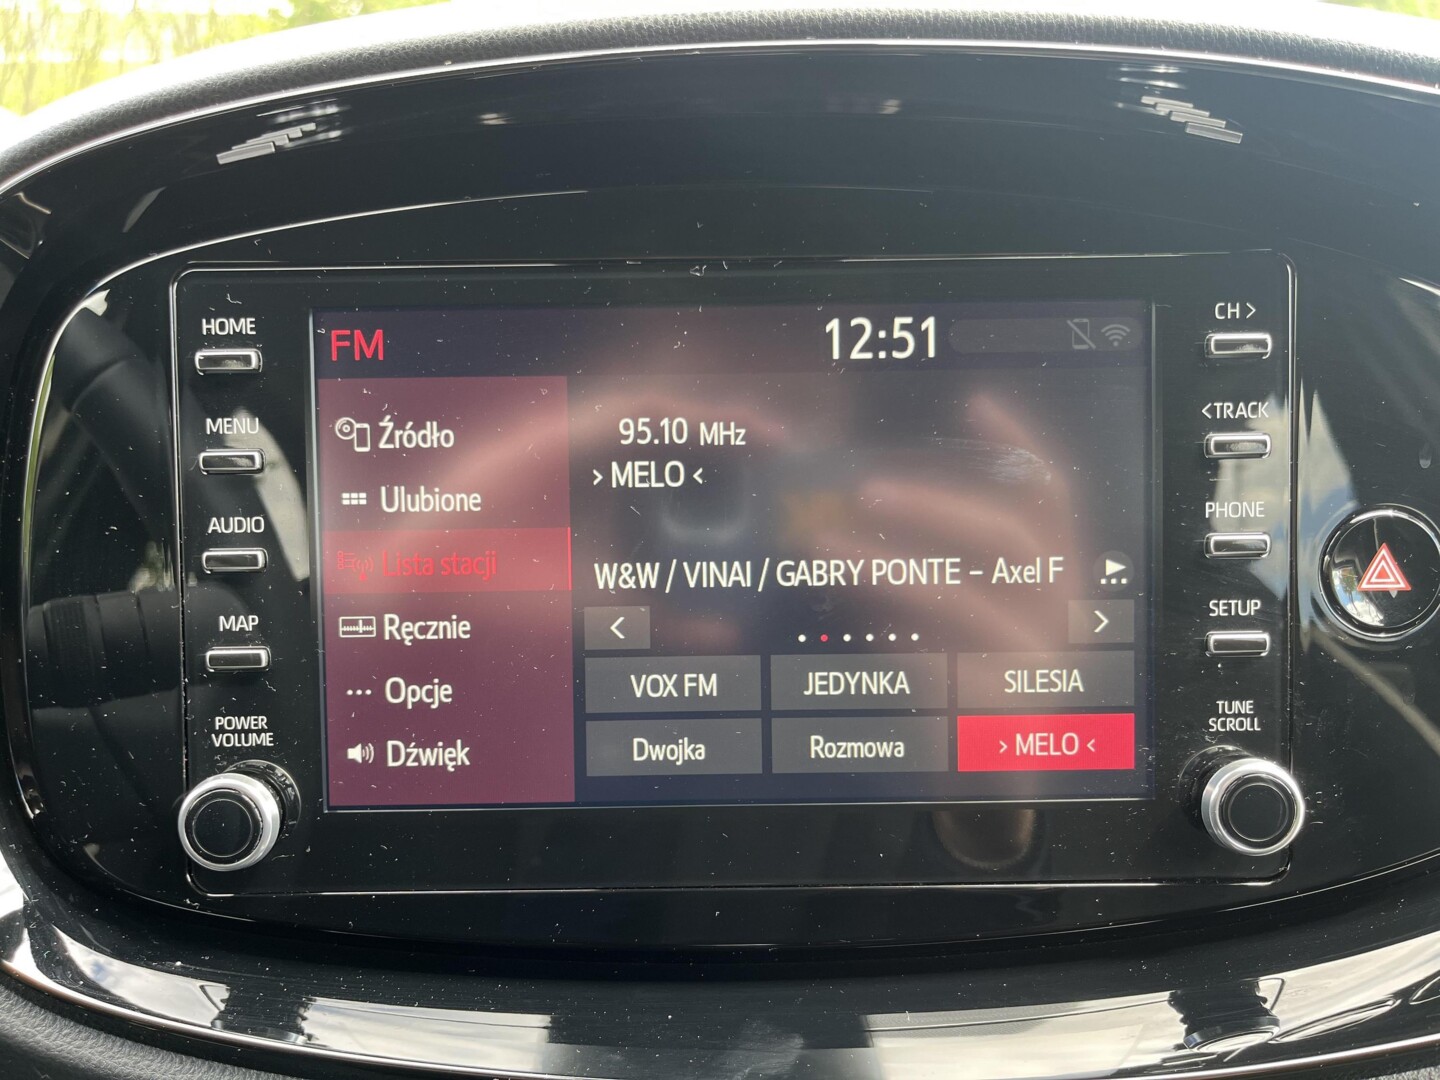 HOME
MENU
AUDIO
MAP
POWER
VOLUME
FM
12:51
Źródło
Ulubione
Lista stacji
Ręcznie
Opcje
Dźwięk
95.10 MHz
> MELO <
W&W / VINAI / GABRY PONTE – Axel F
<
>
VOX FM
JEDYNKA
SILESIA
Dwojka
Rozmowa
> MELO <
CH >
< TRACK
PHONE
SETUP
TUNE
SCROLL